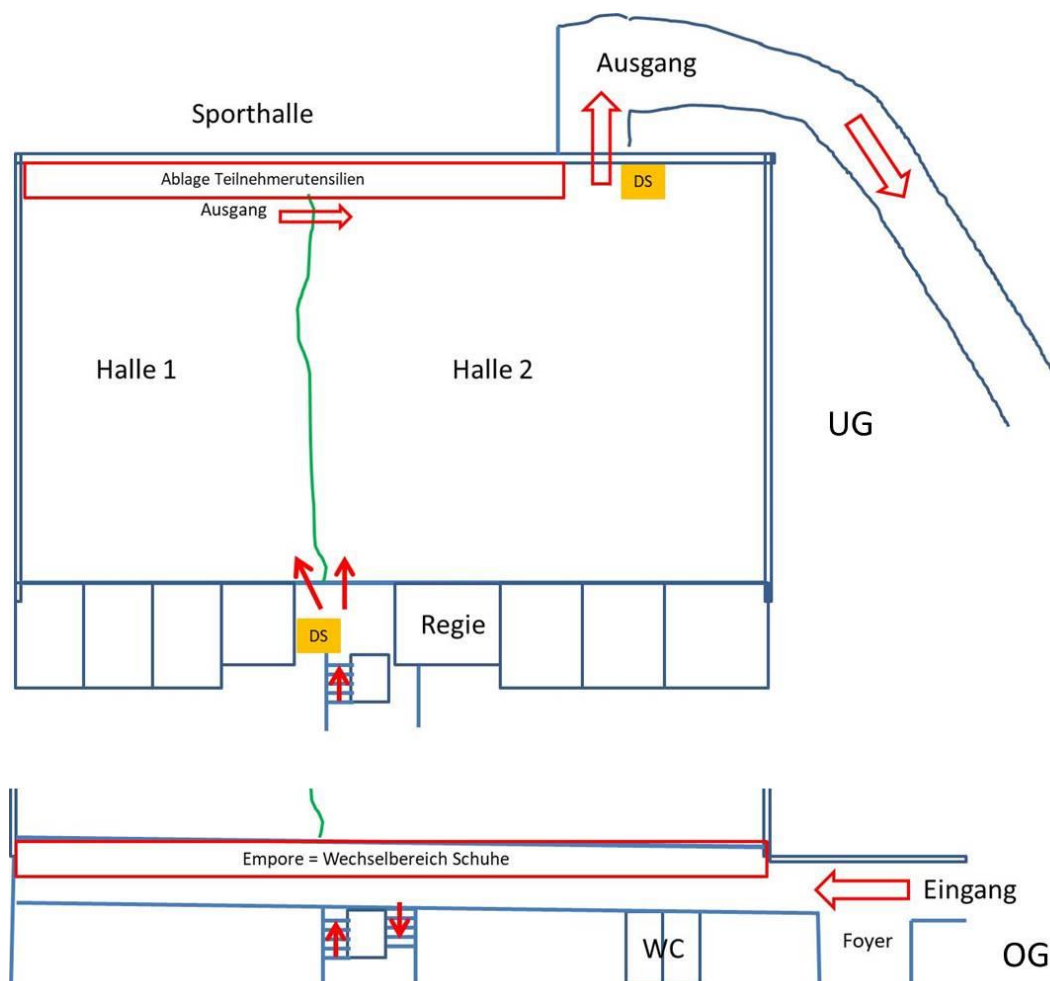 Ausgang
Sporthalle
Ablage Teilnehmerutensilien
DS
Ausgang
Halle 1
Halle 2
UG
Regie
DS
Empore = Wechselbereich Schuhe
Eingang
WC
Foyer
OG